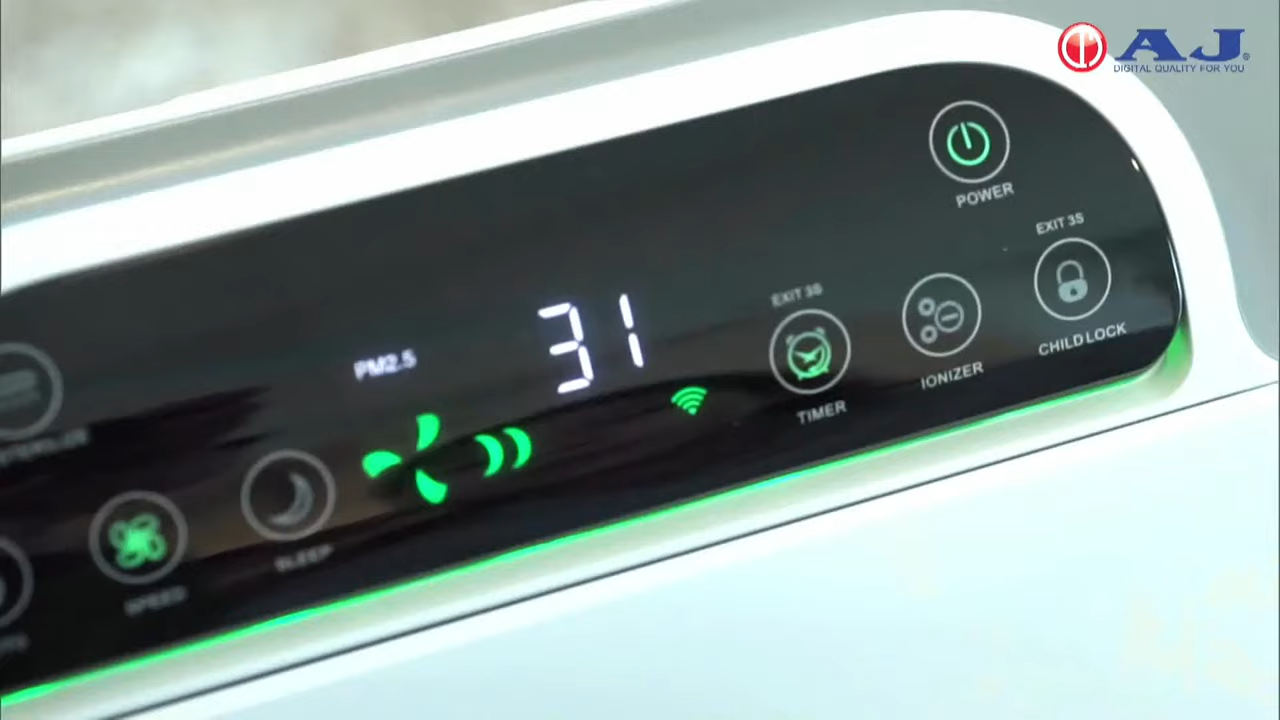 AJ®
DIGITAL QUALITY FOR YOU
POWER
EXIT 3S
EXIT 3S
PM2.5
31
CHILD LOCK
IONIZER
TIMER
SLEEP
SPEED